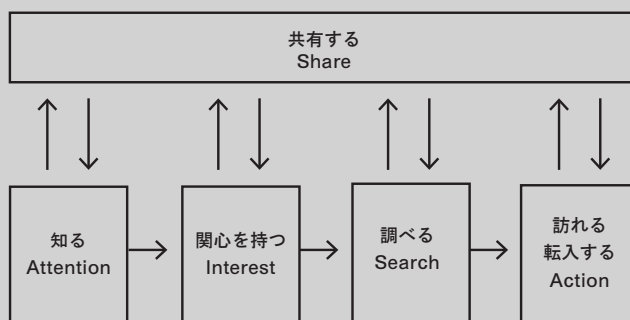 共有する
Share
知る
Attention
関心を持つ
Interest
調べる
Search
訪れる
転入する
Action